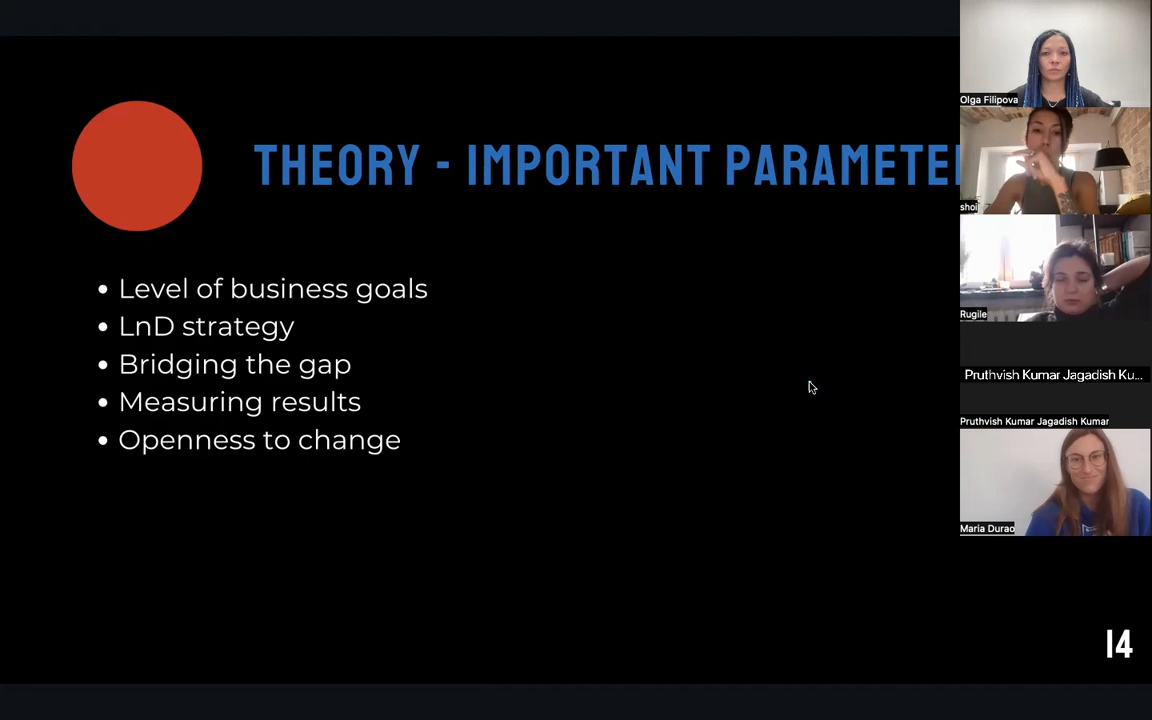 THEORY - IMPORTANT PARAMETE
• Level of business goals
• LnD strategy
• Bridging the gap
• Measuring results
• Openness to change
14
Olga Filipova
shoii
Rugile
Pruthvish Kumar Jagadish Ku...
Pruthvish Kumar Jagadish Kumar
Maria Durao